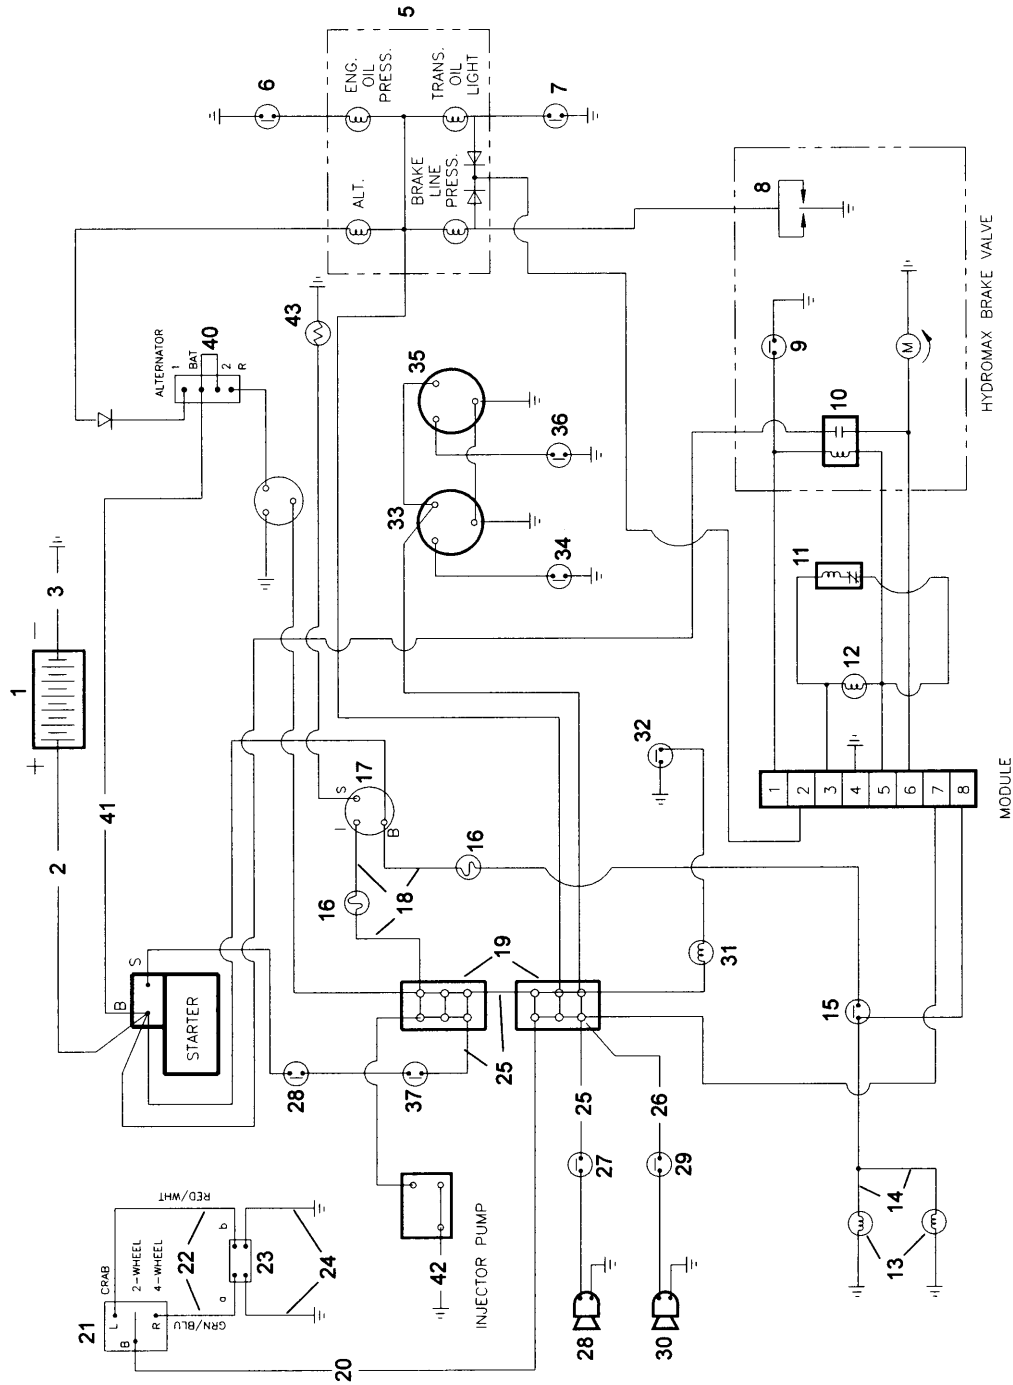 5
6
ENG.
OIL
PRESS.
TRANS.
OIL
LIGHT
7
ALT.
BRAKE
LINE
PRESS.
8
HYDROMAX BRAKE VALVE
ALTERNATOR
1
BAT
2
R
40
43
35
36
33
34
9
M
10
11
12
1
+
−
2
3
41
B
S
STARTER
I
S
B
17
16
16
18
19
32
31
1
2
3
4
5
6
7
8
MODULE
15
28
37
25
25
26
27
29
28
30
14
13
21
CRAB
2-WHEEL
4-WHEEL
L
B
R
RED/WHT
GRN/BLU
a
b
22
23
24
20
42
INJECTOR PUMP